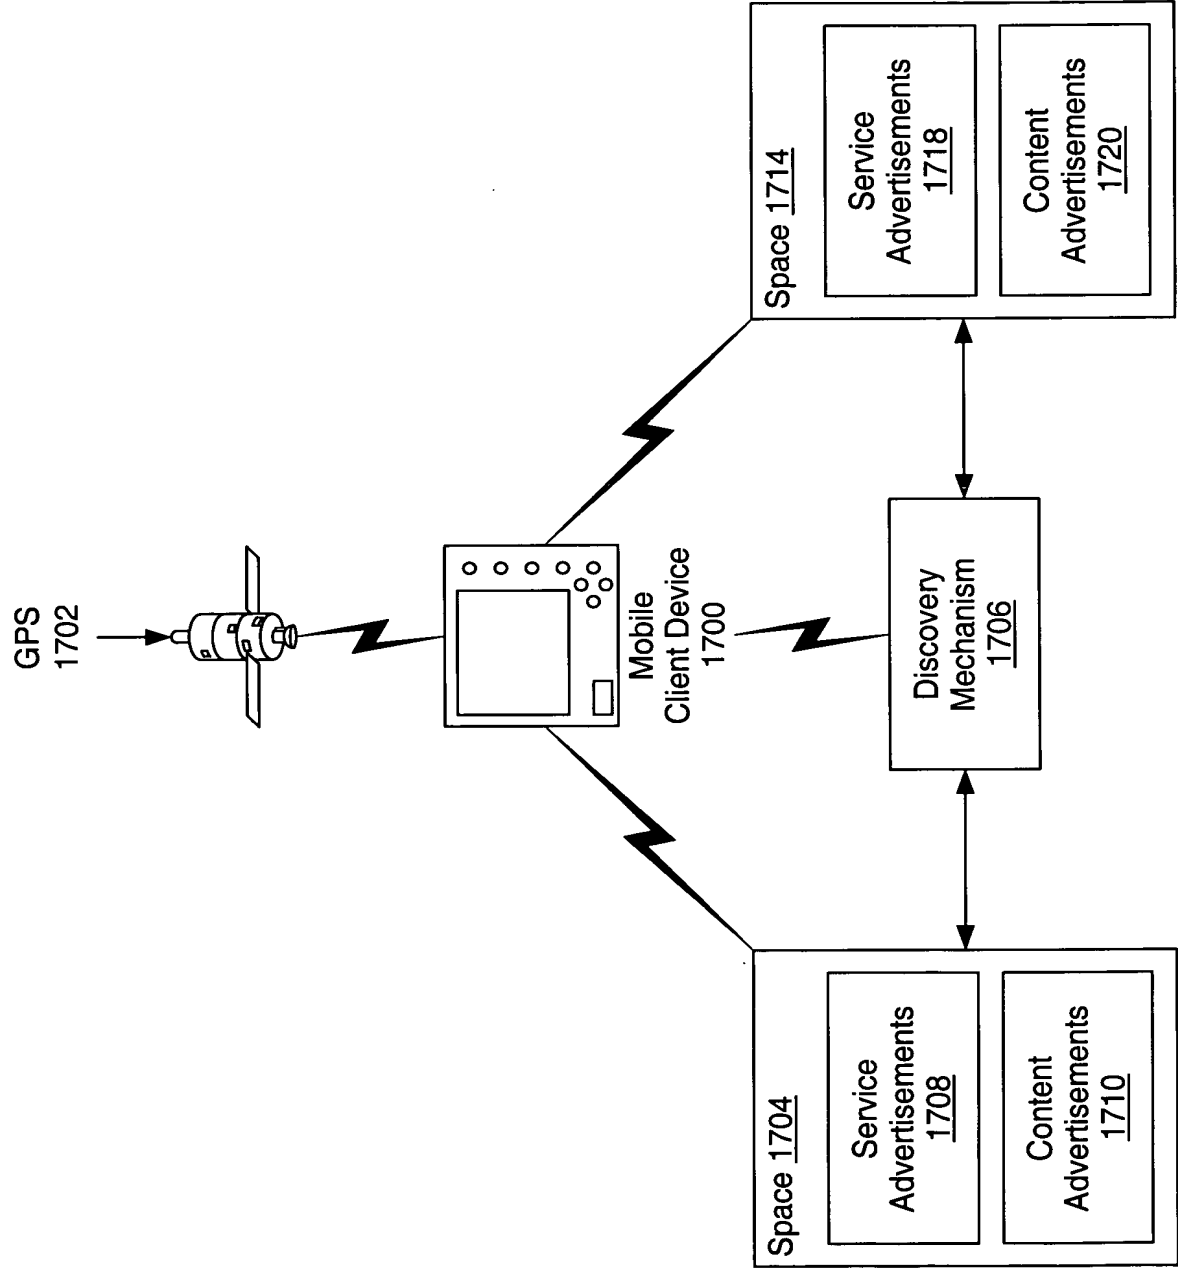 GPS
1702
Mobile
Client Device
1700
Discovery
Mechanism
1706
Space 1704
Service
Advertisements
1708
Content
Advertisements
1710
Space 1714
Service
Advertisements
1718
Content
Advertisements
1720